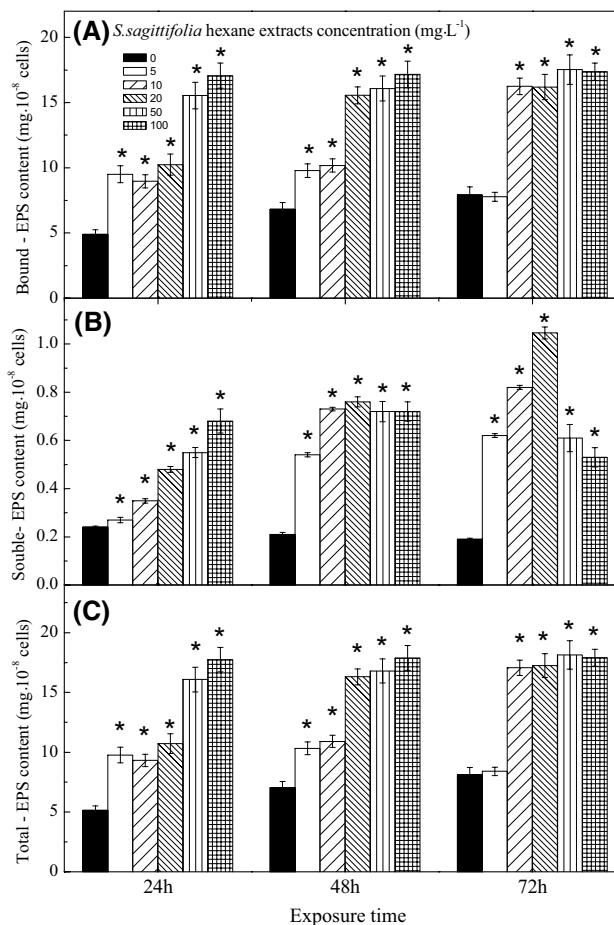 (A) S.sagittifolia hexane extracts concentration (mg·L-1)
0
5
10
20
50
100
Bound - EPS content (mg·10-8 cells)
20
15
10
5
0
* * * * *
* * * * *
* * * *
(B)
Souble- EPS content (mg·10-8 cells)
1.0
0.8
0.6
0.4
0.2
0.0
* * * * *
* * * * *
* * * * *
(C)
Total - EPS content (mg·10-8 cells)
20
15
10
5
0
* * * * *
* * * * *
* * * *
24h 48h 72h
Exposure time